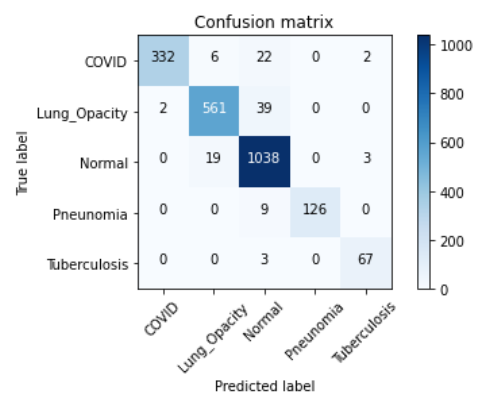 Confusion matrix
True label
COVID 332 6 22 0 2
Lung_Opacity 2 561 39 0 0
Normal 0 19 1038 0 3
Pneumonia 0 0 9 126 0
Tuberculosis 0 0 3 0 67
COVID Lung_Opacity Normal Pneumonia Tuberculosis
Predicted label
1000
800
600
400
200
0